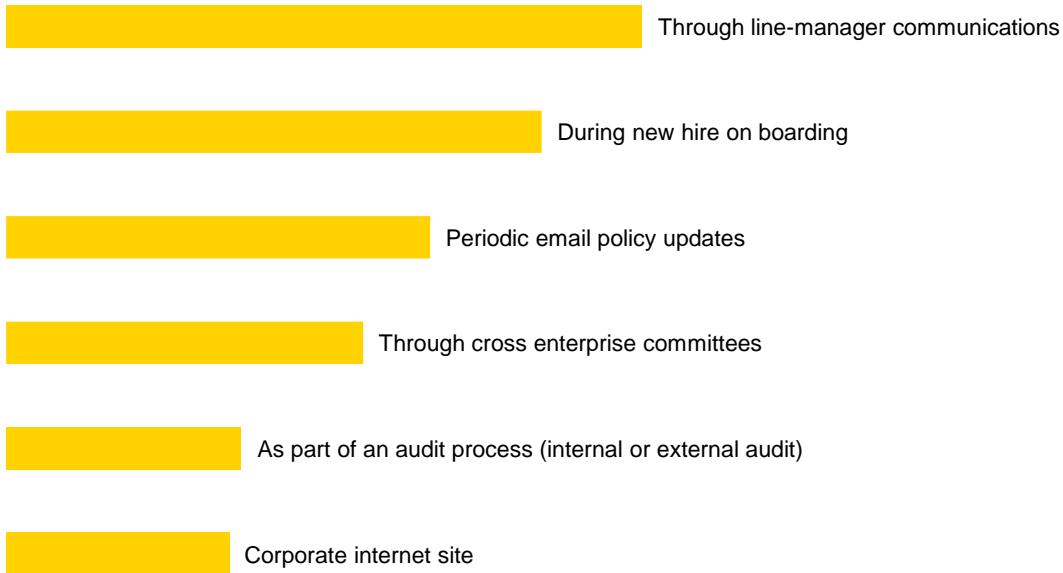 Through line-manager communications
During new hire on boarding
Periodic email policy updates
Through cross enterprise committees
As part of an audit process (internal or external audit)
Corporate internet site